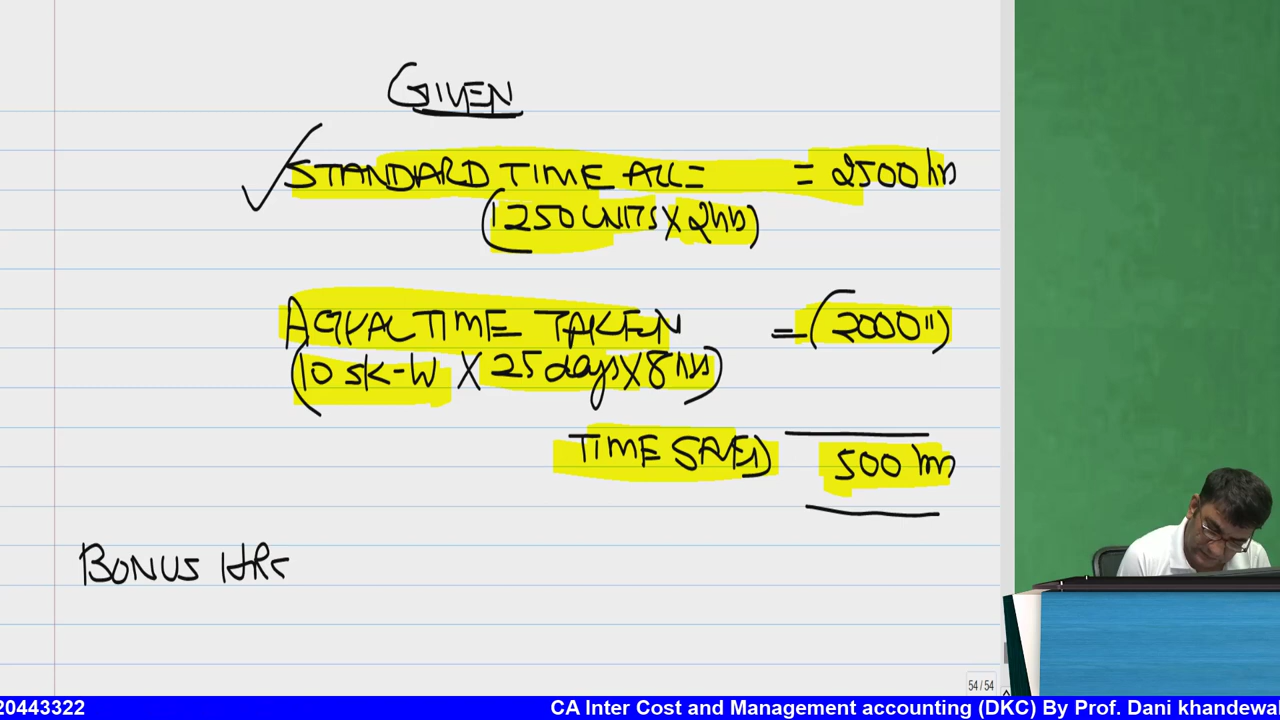 GIVEN
STANDARD TIME ALL = = 2500 hrs
(1250 UNITS X 2hrs)
ACTUAL TIME TAKEN = (2000 ")
(10 SK-W X 25 days X 8 hrs)
TIME SAVED 500 hrs
BONUS HRS
54 / 54
20443322 CA Inter Cost and Management accounting (DKC) By Prof. Dani khandewa